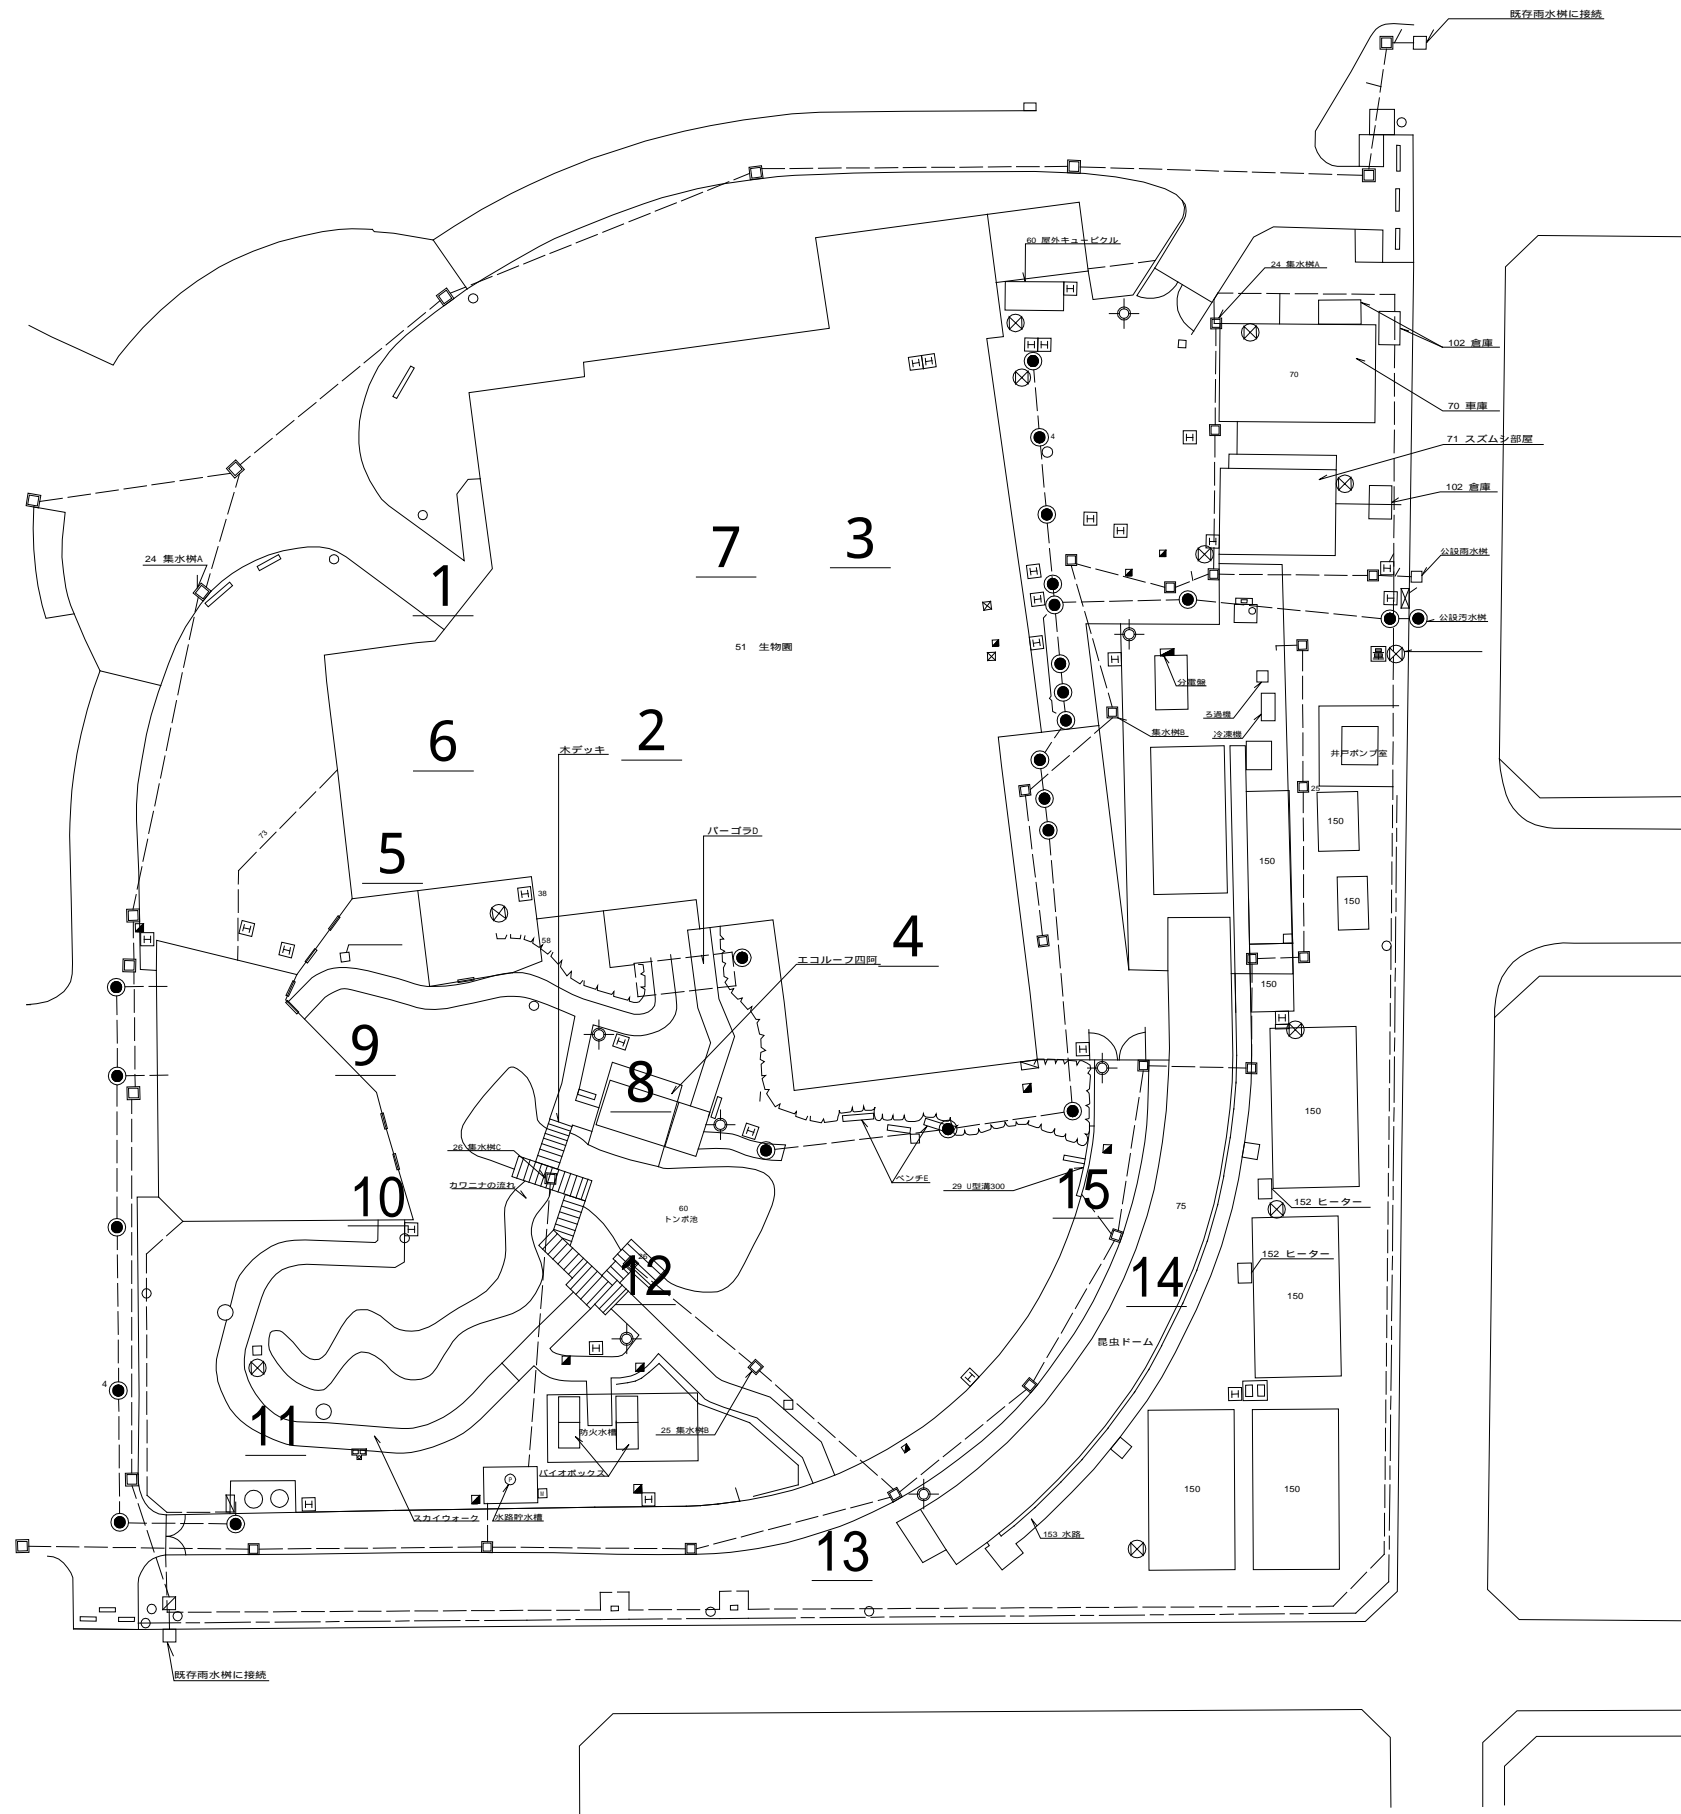 既存雨水桝に接続
60 屋外キュービクル
24 集水桝A
102 倉庫
70
70 車庫
4
71 スズムシ部屋
102 倉庫
7
3
24 集水桝A
1
公設雨水桝
公設汚水桝
51 生物園
量
分電盤
ろ過機
冷凍機
集水桝B
6
2
木デッキ
井戸ポンプ室
25
150
73
パーゴラD
5
150
38
150
58
4
エコルーフ四阿
150
9
8
150
26 集水桝C
カワニナの流れ
ベンチE
29 U型溝300
15
10
60
トンボ池
75
152 ヒーター
152 ヒーター
12
14
150
昆虫ドーム
4
11
防火水槽
25 集水桝B
バイオボックス
P
150
150
スカイウォーク
水路貯水槽
153 水路
13
既存雨水桝に接続